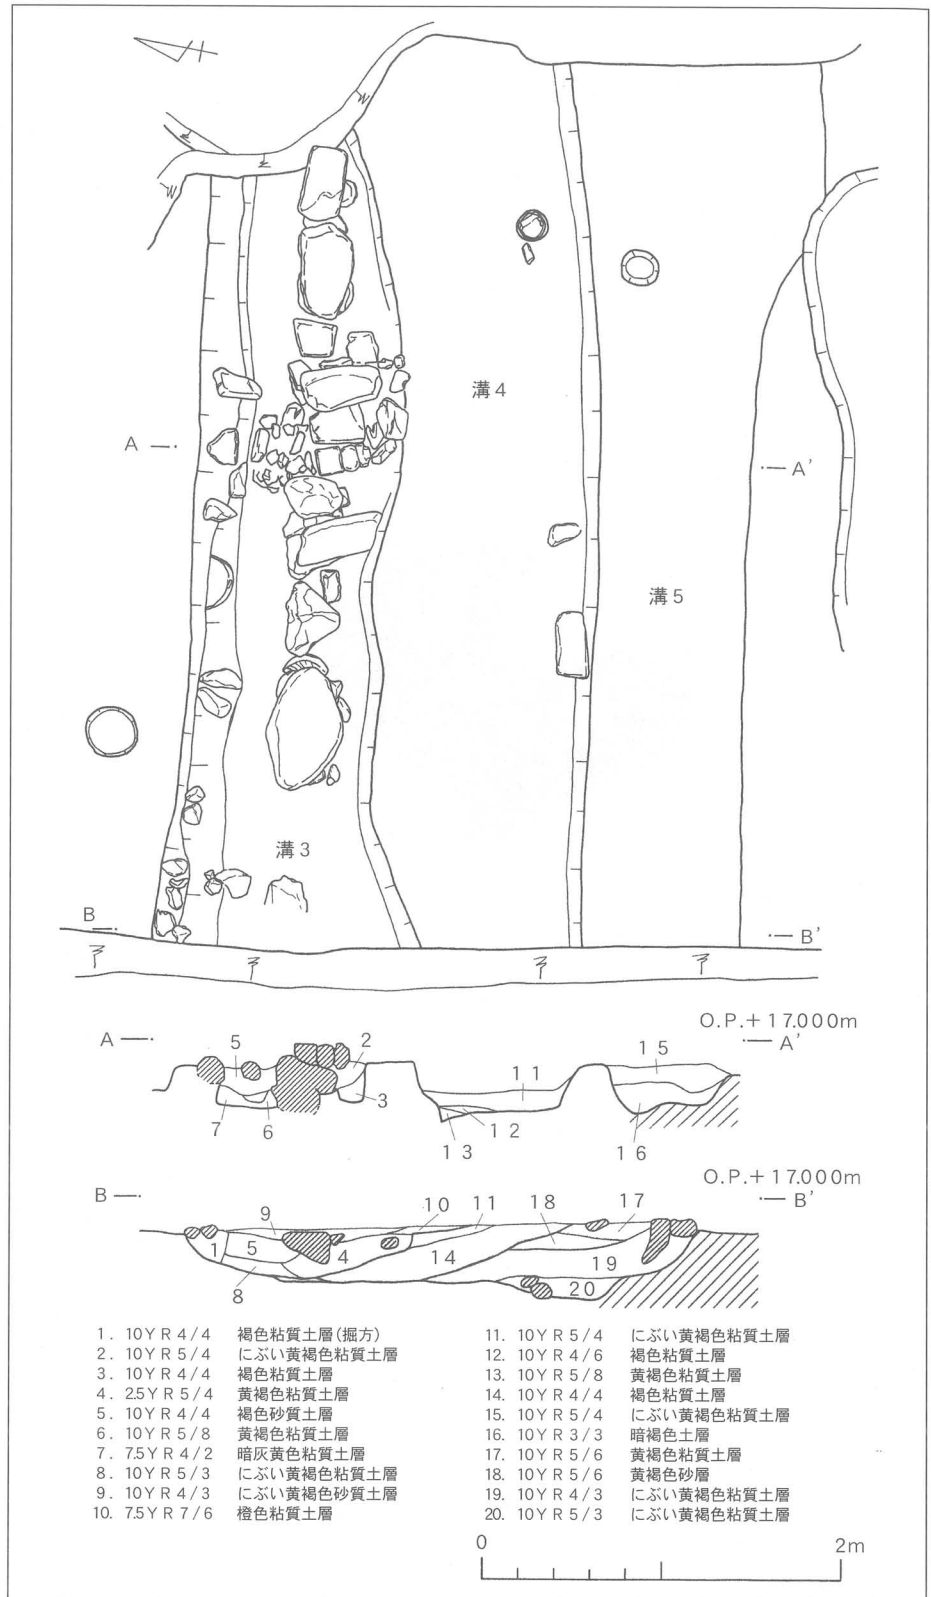 溝4
A
A'
溝5
溝3
B
B'
O.P.+17.000m
A
A'
5
2
15
11
3
7
6
12
13
16
O.P.+17.000m
B
B'
9
10
11
18
17
1
5
4
14
19
8
20
1. 10YR4/4 褐色粘質土層(掘方)
2. 10YR5/4 にぶい黄褐色粘質土層
3. 10YR4/4 褐色粘質土層
4. 2.5YR5/4 黄褐色粘質土層
5. 10YR4/4 褐色砂質土層
6. 10YR5/8 黄褐色粘質土層
7. 7.5YR4/2 暗灰黄色粘質土層
8. 10YR5/3 にぶい黄褐色粘質土層
9. 10YR4/3 にぶい黄褐色砂質土層
10. 7.5YR7/6 橙色粘質土層
11. 10YR5/4 にぶい黄褐色粘質土層
12. 10YR4/6 褐色粘質土層
13. 10YR5/8 黄褐色粘質土層
14. 10YR4/4 褐色粘質土層
15. 10YR5/4 にぶい黄褐色粘質土層
16. 10YR3/3 暗褐色土層
17. 10YR5/6 黄褐色粘質土層
18. 10YR5/6 黄褐色砂層
19. 10YR4/3 にぶい黄褐色粘質土層
20. 10YR5/3 にぶい黄褐色粘質土層
0 2m